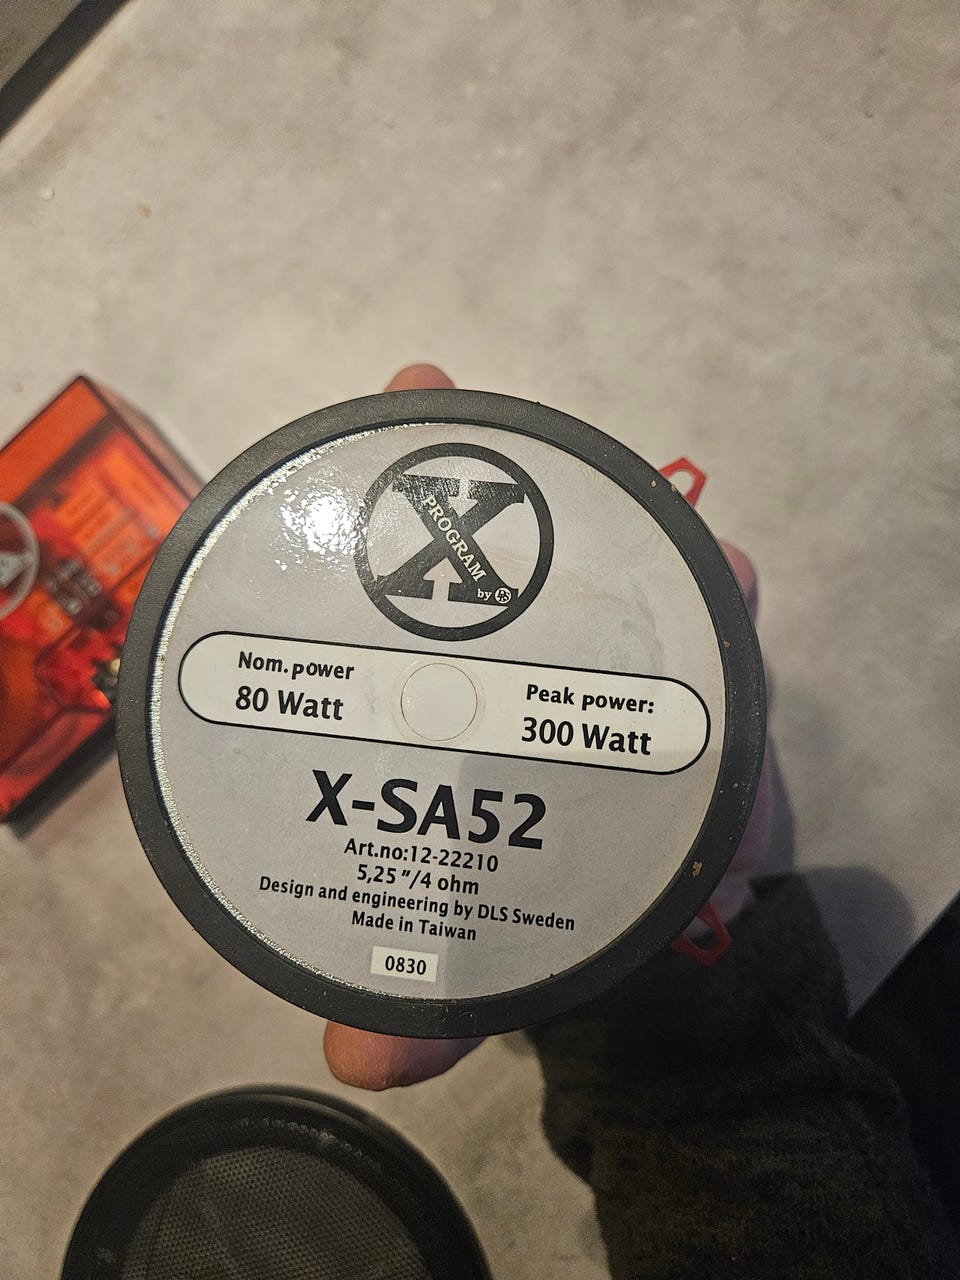 X
PROGRAM
by DLS
Nom.power
80 Watt
Peak power:
300 Watt
X-SA52
Art.no:12-22210
5,25 ″/4 ohm
Design and engineering by DLS Sweden
Made in Taiwan
0830